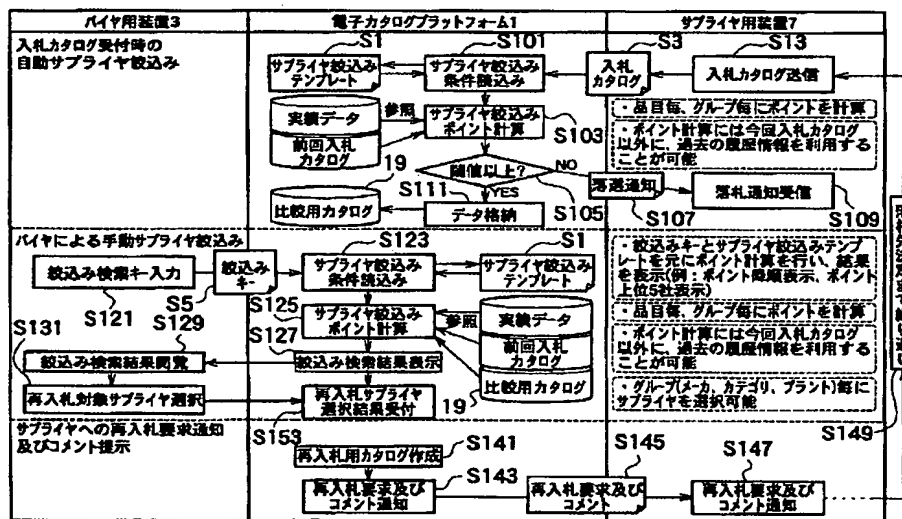 バイヤ用装置3
電子カタログプラットフォーム1
サプライヤ用装置7
入札カタログ受付時の
自動サプライヤ絞込み
S1
サプライヤ絞込み
テンプレート
S101
サプライヤ絞込み
条件読込み
S3
入札
カタログ
S13
入札カタログ送信
実績データ
前回入札
カタログ
参照
サプライヤ絞込み
ポイント計算
S103
・品目毎、グループ毎にポイントを計算
・ポイント計算には今回入札カタログ
以外に、過去の履歴情報を利用する
ことが可能
閾値以上?
NO
YES
S105
19
比較用カタログ
S111
データ格納
落選通知
S107
落札通知受信
S109
バイヤによる手動サプライヤ絞込み
絞込み検索キー入力
S121
絞込み
キー
S5
S123
サプライヤ絞込み
条件読込み
S1
サプライヤ絞込み
テンプレート
・絞込みキーとサプライヤ絞込みテンプ
レートを元にポイント計算を行い、結果
を表示(例:ポイント降順表示、ポイント
上位5社表示)
S125
サプライヤ絞込み
ポイント計算
参照
実績データ
前回入札
カタログ
比較用カタログ
19
・品目毎、グループ毎にポイントを計算
・ポイント計算には今回入札カタログ
以外に、過去の履歴情報を利用する
ことが可能
S129
絞込み検索結果閲覧
S127
絞込み検索結果表示
S131
再入札対象サプライヤ選択
再入札サプライヤ
選択結果受付
S153
・グループ(メーカ、カテゴリ、プラント)毎に
サプライヤを選択可能
S149
サプライヤへの再入札要求通知
及びコメント提示
再入札用カタログ作成
S141
S143
再入札要求及び
コメント通知
S145
再入札要求及び
コメント
S147
再入札要求及び
コメント通知